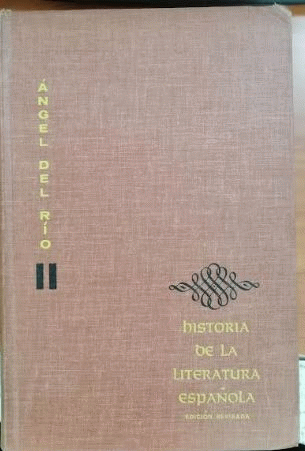 ÁNGEL DEL RÍO
II
HISTORIA
DE LA
LITERATURA
ESPAÑOLA
EDICIÓN REVISADA